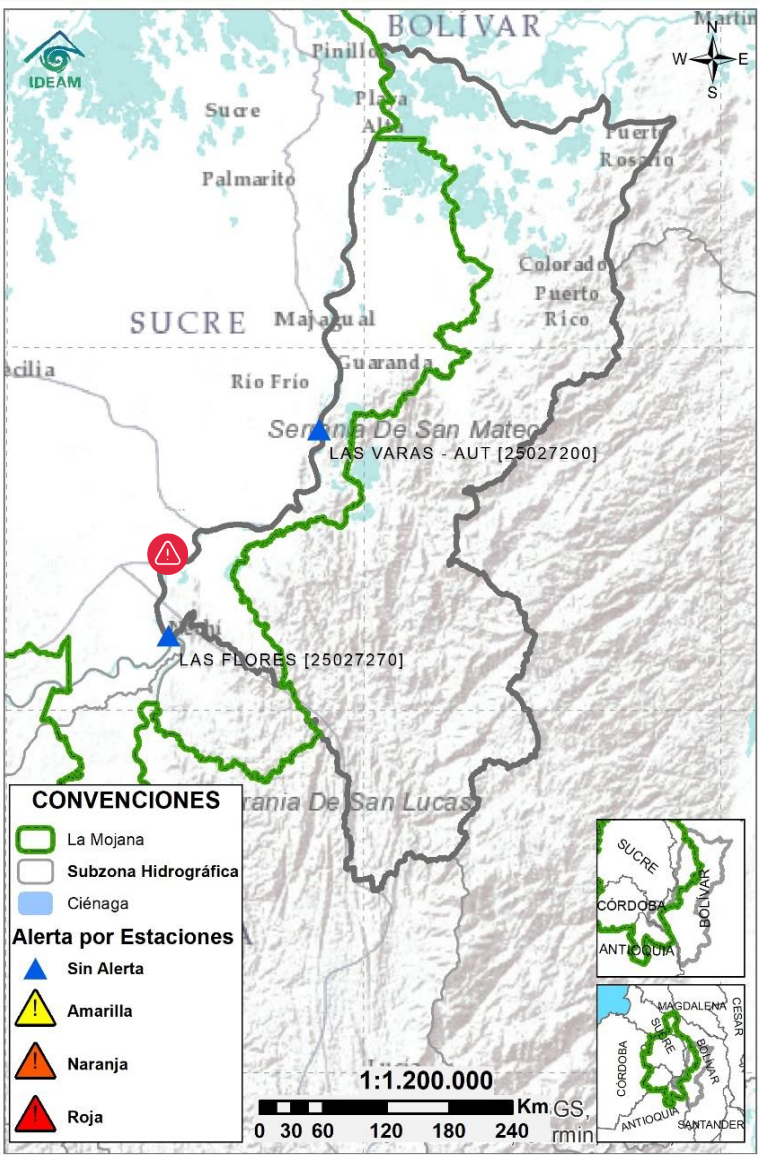 BOLÍVAR
Martin
N
W
E
S
IDEAM
Pinillos
Sucre
Playa
Alta
Puerto
Rosario
Palmarito
Colorado
Puerto
Rico
SUCRE
Majagual
Guaranda
ecilia
Río Frío
Serranía De San Mateo
LAS VARAS - AUT [25027200]
Nechí
LAS FLORES [25027270]
ranía De San Lucas
CONVENCIONES
La Mojana
Subzona Hidrográfica
Ciénaga
Alerta por Estaciones
Sin Alerta
! Amarilla
! Naranja
! Roja
A
1:1.200.000
Km
0 30 60 120 180 240
GS,
rmin
SUCRE
CÓRDOBA
BOLÍVAR
ANTIOQUIA
MAGDALENA
CESAR
SUCRE
BOLÍVAR
CÓRDOBA
ANTIOQUIA
SANTANDER